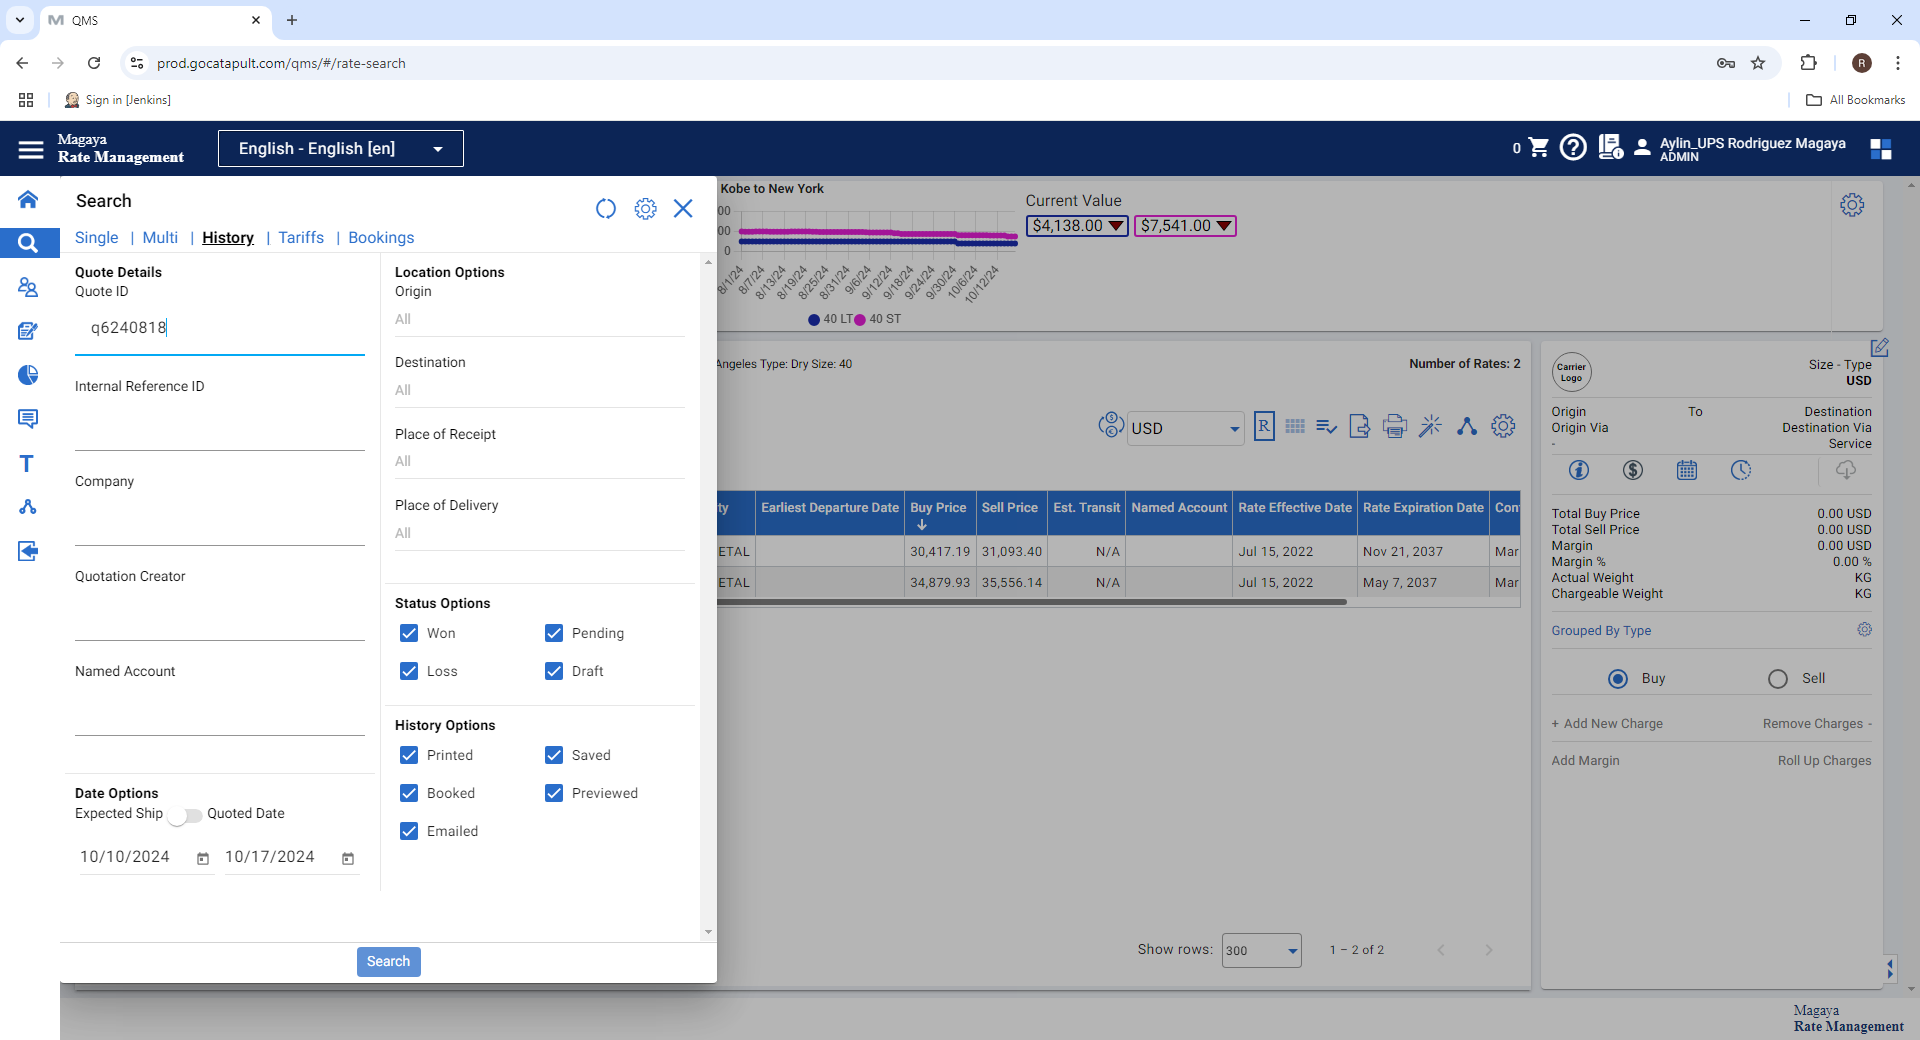 QMS
prod.gocatapult.com/qms/#/rate-search
R
Sign in [Jenkins]
All Bookmarks
Magaya
Rate Management
English - English [en]
0
Aylin_UPS Rodriguez Magaya
ADMIN
Search
Single | Multi | History | Tariffs | Bookings
Quote Details
Quote ID
q6240818
Internal Reference ID
Company
Quotation Creator
Named Account
Date Options
Expected Ship Quoted Date
10/10/2024 10/17/2024
Location Options
Origin
All
Destination
All
Place of Receipt
All
Place of Delivery
All
Status Options
Won Pending
Loss Draft
History Options
Printed Saved
Booked Previewed
Emailed
Search
T
Kobe to New York
00
00
0
8/1/24 8/7/24 8/13/24 8/19/24 8/25/24 8/31/24 9/6/24 9/12/24 9/18/24 9/24/24 9/30/24 10/6/24 10/12/24
40 LT 40 ST
Current Value
$4,138.00 $7,541.00
Angeles Type: Dry Size: 40
Number of Rates: 2
USD
R
ty Earliest Departure Date Buy Price Sell Price Est. Transit Named Account Rate Effective Date Rate Expiration Date Con
ETAL 30,417.19 31,093.40 N/A Jul 15, 2022 Nov 21, 2037 Mar
ETAL 34,879.93 35,556.14 N/A Jul 15, 2022 May 7, 2037 Mar
Show rows: 300 1 – 2 of 2
Carrier
Logo
Size - Type
USD
Origin To Destination
Origin Via Destination Via
- Service
Total Buy Price 0.00 USD
Total Sell Price 0.00 USD
Margin 0.00 USD
Margin % 0.00 %
Actual Weight KG
Chargeable Weight KG
Grouped By Type
Buy Sell
+ Add New Charge Remove Charges -
Add Margin Roll Up Charges
Magaya
Rate Management